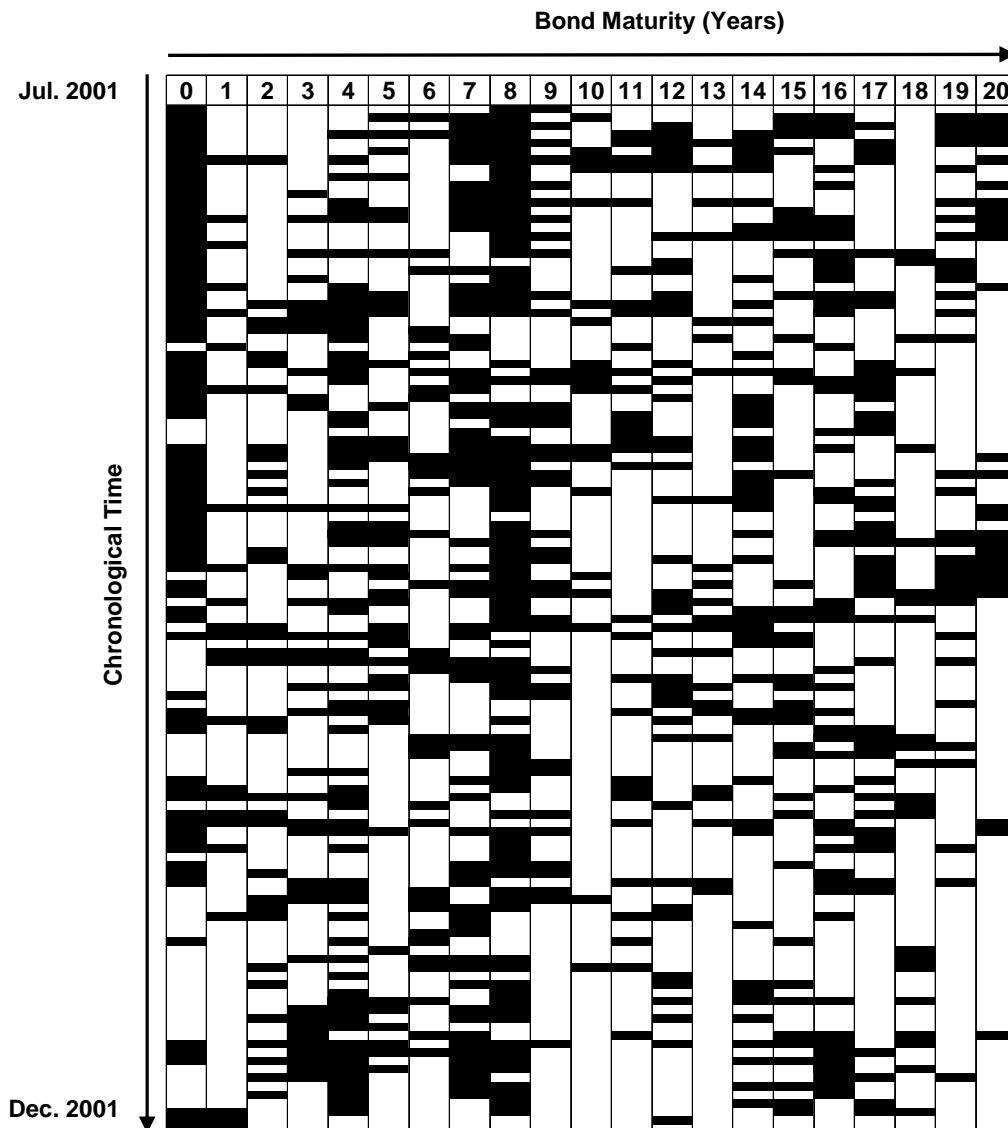 Bond Maturity (Years)
Jul. 2001 0 1 2 3 4 5 6 7 8 9 10 11 12 13 14 15 16 17 18 19 20
Chronological Time
Dec. 2001